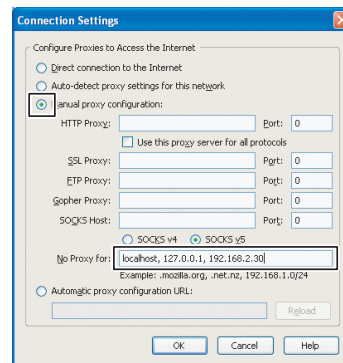 Connection Settings
Configure Proxies to Access the Internet
Direct connection to the Internet
Auto-detect proxy settings for this network
anual proxy configuration:
HTTP Proxy: Port: 0
Use this proxy server for all protocols
SSL Proxy: Port: 0
FTP Proxy: Port: 0
Gopher Proxy: Port: 0
SOCKS Host: Port: 0
SOCKS v4 SOCKS v5
No Proxy for: localhost, 127.0.0.1, 192.168.2.30
Example: .mozilla.org, .net.nz, 192.168.1.0/24
Automatic proxy configuration URL:
Reload
OK Cancel Help